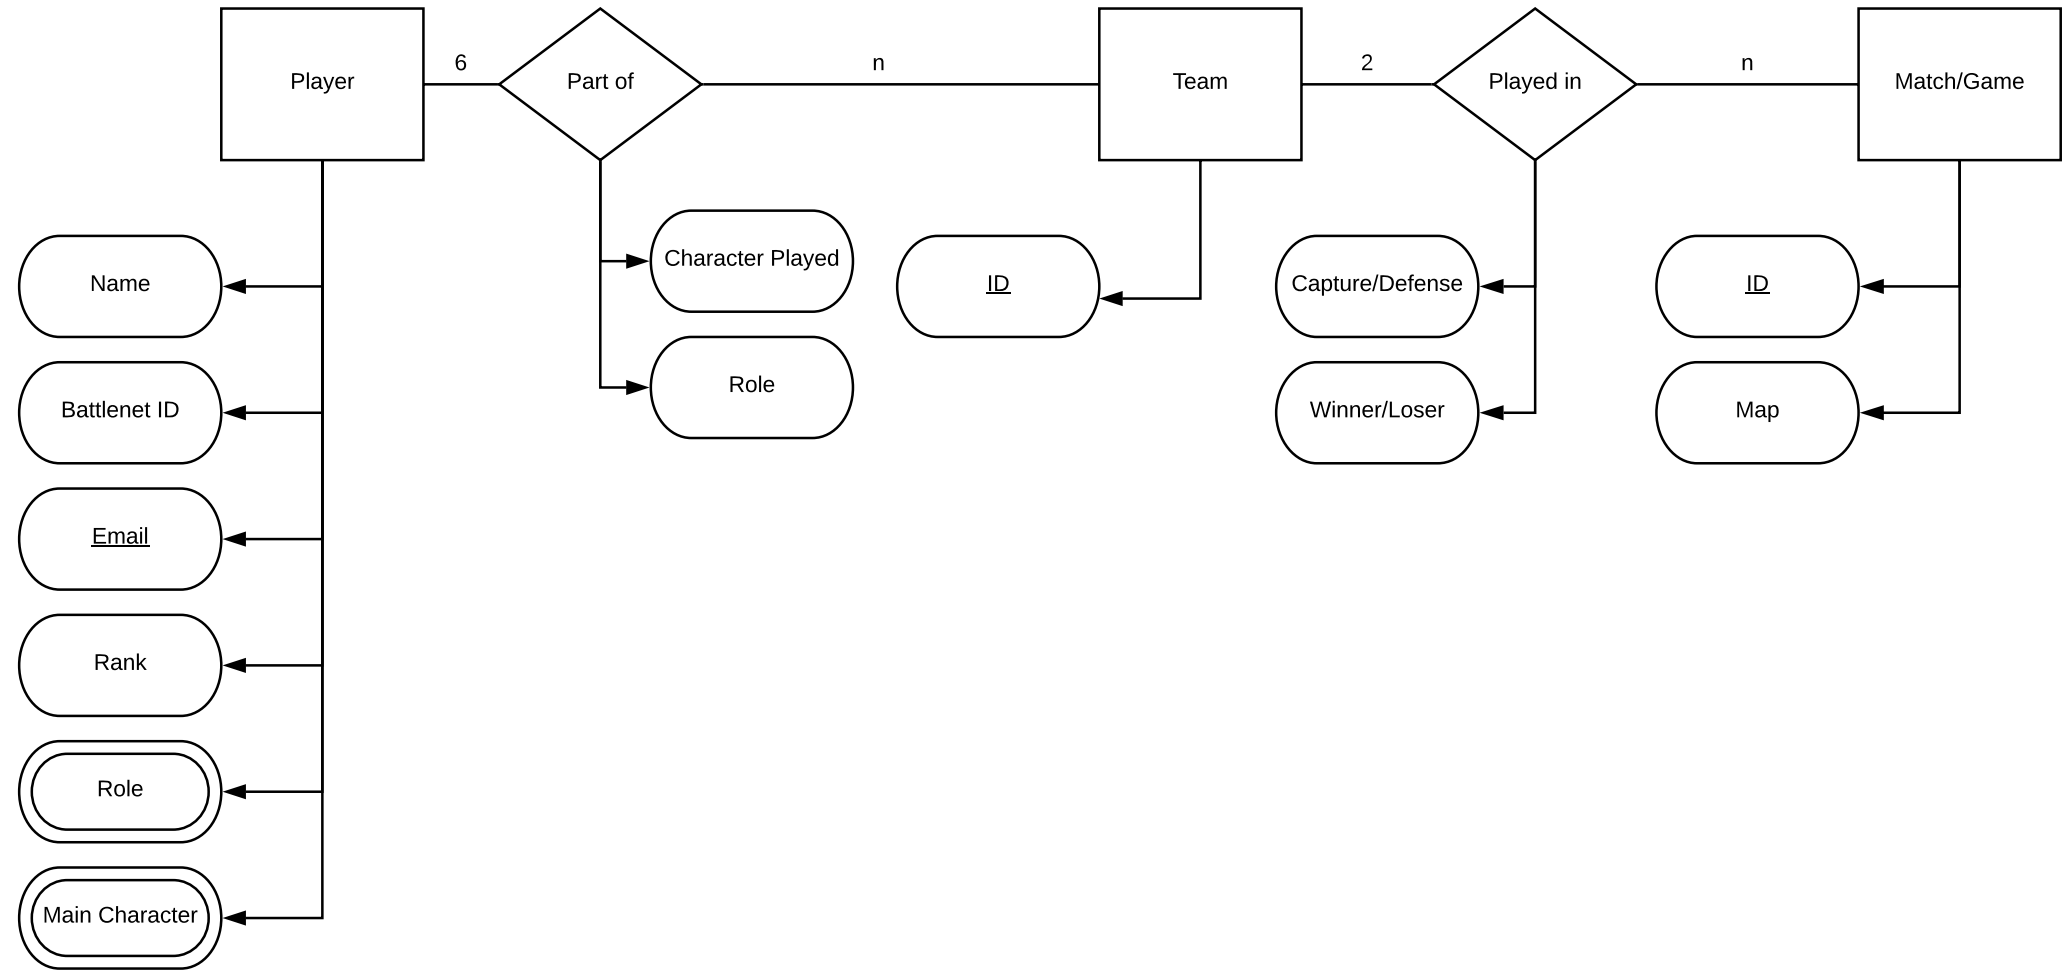 Player
6
Part of
n
Team
2
Played in
n
Match/Game
Name
Battlenet ID
Email
Rank
Role
Main Character
Character Played
Role
ID
Capture/Defense
Winner/Loser
ID
Map